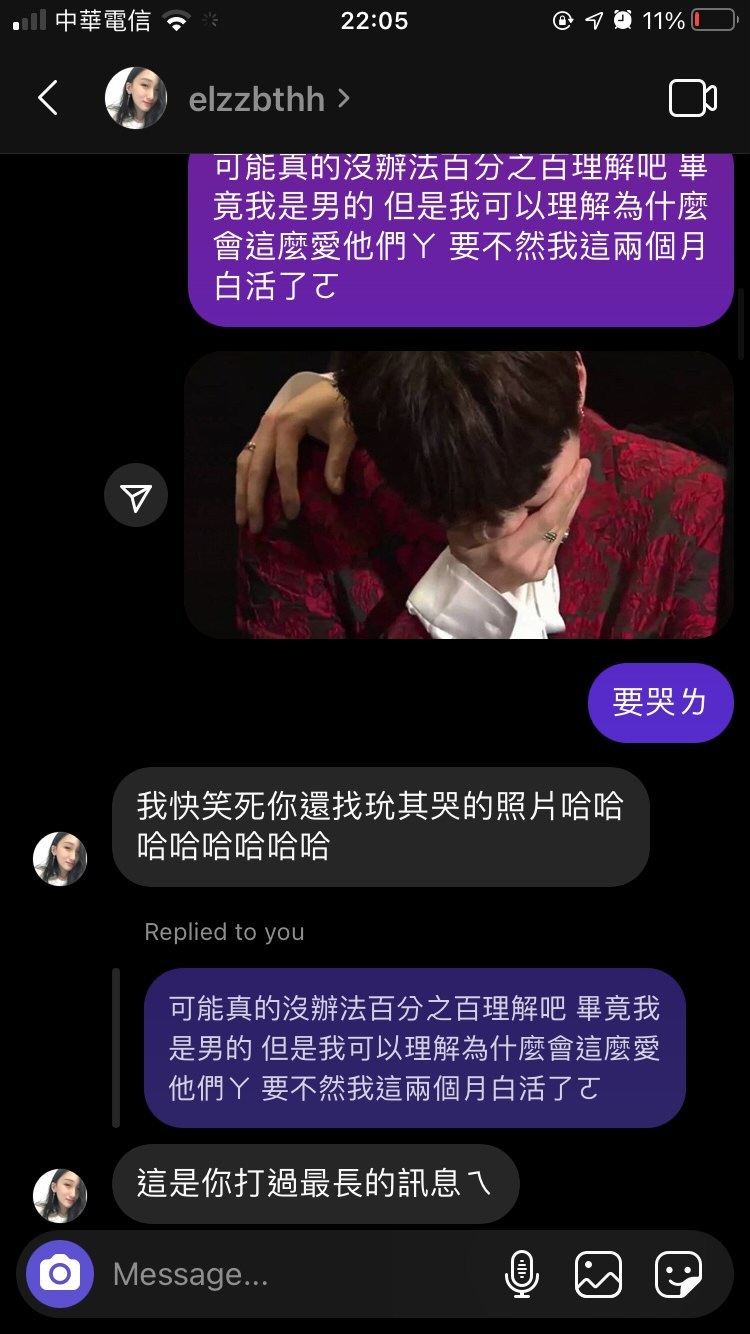 中華電信
22:05
11%
elzzbthh
可能真的沒辦法百分之百理解吧 畢
竟我是男的 但是我可以理解為什麼
會這麼愛他們ㄚ 要不然我這兩個月
白活了ㄛ
要哭ㄌ
我快笑死你還找玧其哭的照片哈哈
哈哈哈哈哈哈
Replied to you
可能真的沒辦法百分之百理解吧 畢竟我
是男的 但是我可以理解為什麼會這麼愛
他們ㄚ 要不然我這兩個月白活了ㄛ
這是你打過最長的訊息ㄟ
Message...